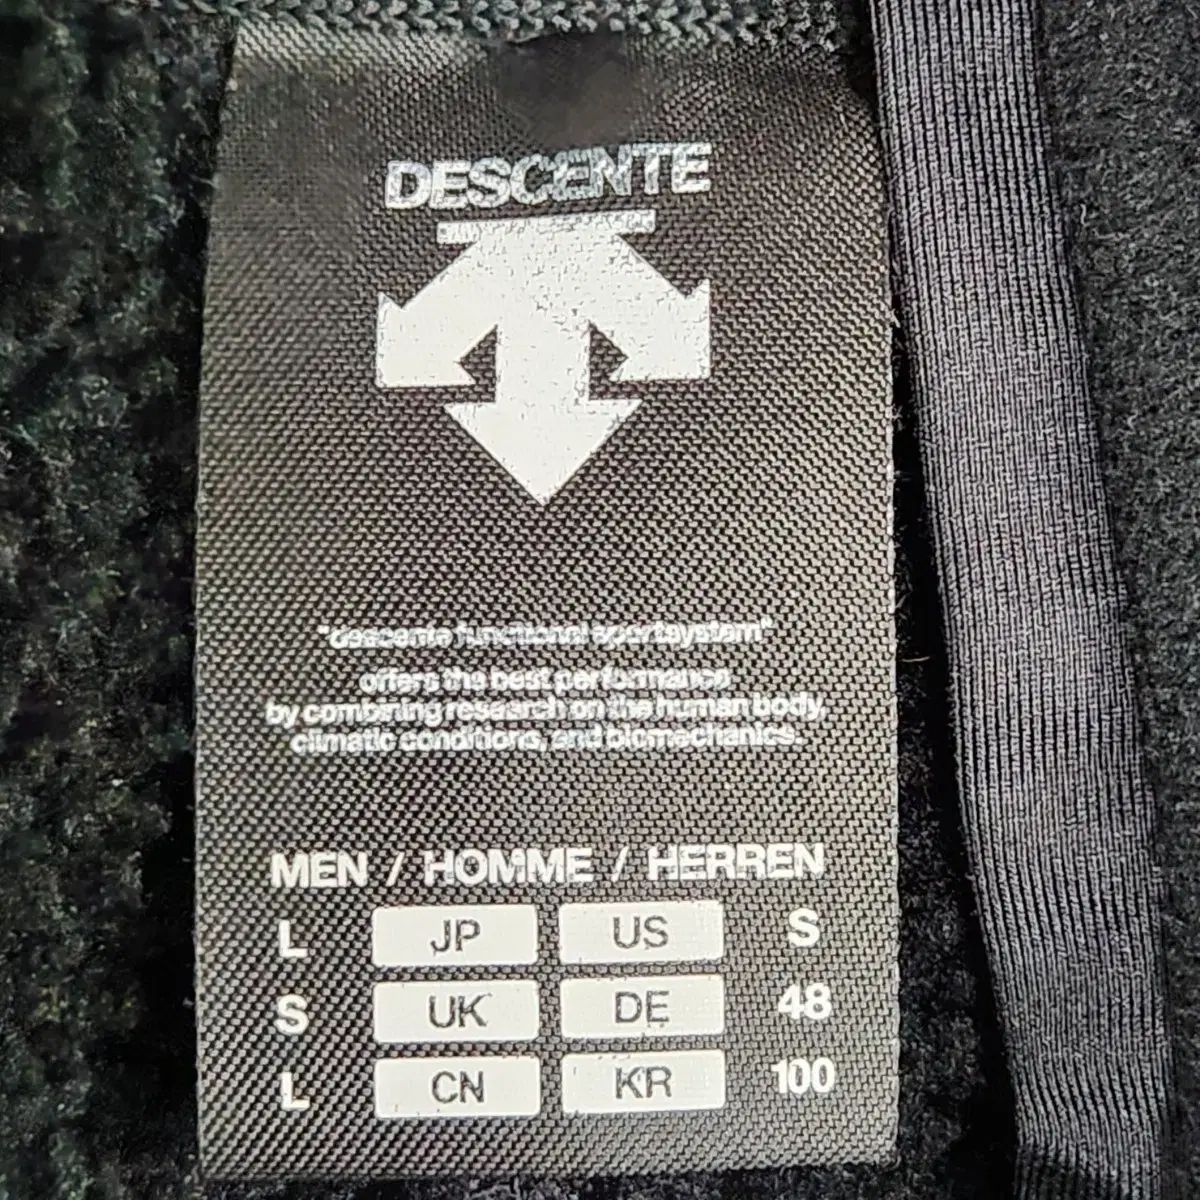 DESCENTE
"descente functional sportsystem"
offers the best performance
by combining research on the human body,
climatic conditions, and biomechanics.
MEN / HOMME / HERREN
L JP US S
S UK DE 48
L CN KR 100